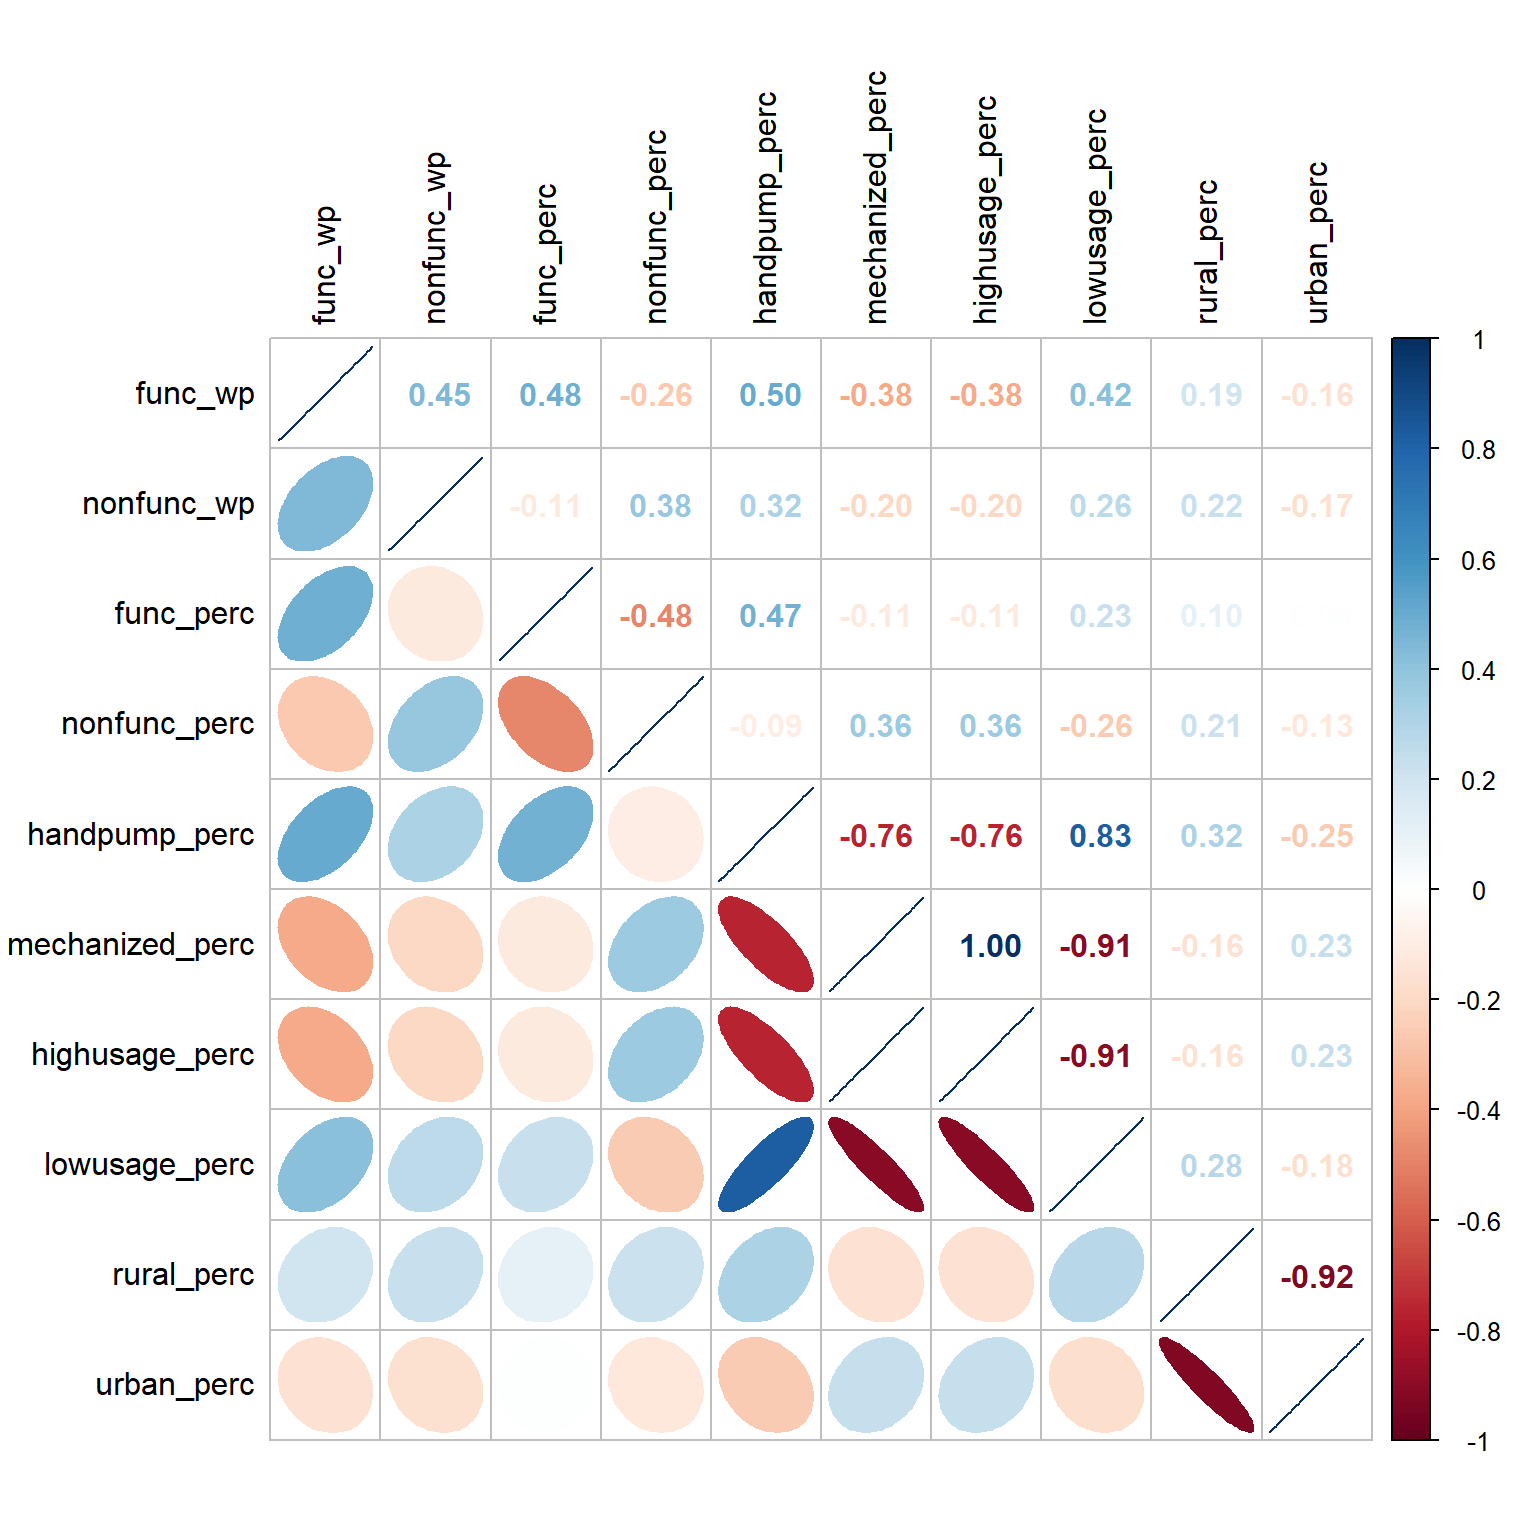 func_wp
nonfunc_wp
func_perc
nonfunc_perc
handpump_perc
mechanized_perc
highusage_perc
lowusage_perc
rural_perc
urban_perc
func_wp 0.45 0.48 -0.26 0.50 -0.38 -0.38 0.42 0.19 -0.16
nonfunc_wp -0.11 0.38 0.32 -0.20 -0.20 0.26 0.22 -0.17
func_perc -0.48 0.47 -0.11 -0.11 0.23 0.10
nonfunc_perc -0.09 0.36 0.36 -0.26 0.21 -0.13
handpump_perc -0.76 -0.76 0.83 0.32 -0.25
mechanized_perc 1.00 -0.91 -0.16 0.23
highusage_perc -0.91 -0.16 0.23
lowusage_perc 0.28 -0.18
rural_perc -0.92
urban_perc
1
0.8
0.6
0.4
0.2
0
-0.2
-0.4
-0.6
-0.8
-1